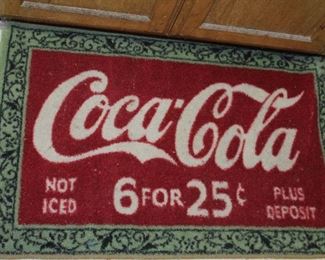 Coca-Cola
NOT ICED
6 FOR 25¢
PLUS DEPOSIT